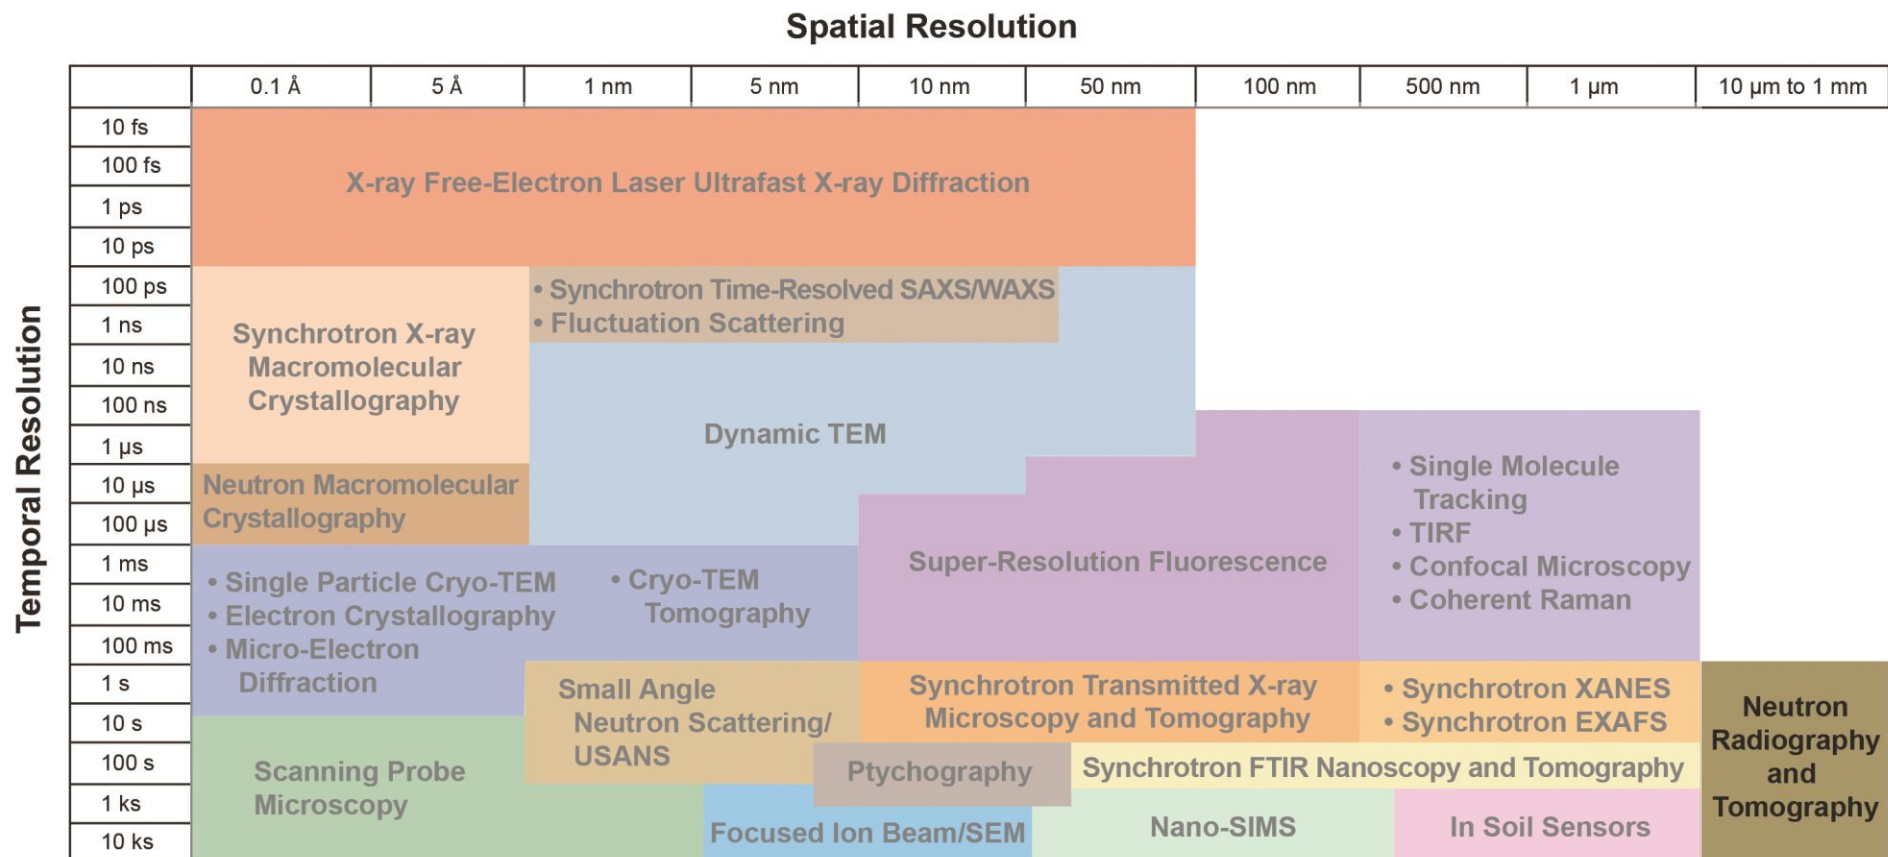 Spatial Resolution
0.1 Å 5 Å 1 nm 5 nm 10 nm 50 nm 100 nm 500 nm 1 µm 10 µm to 1 mm
Temporal Resolution
10 fs
100 fs
1 ps
10 ps
100 ps
1 ns
10 ns
100 ns
1 µs
10 µs
100 µs
1 ms
10 ms
100 ms
1 s
10 s
100 s
1 ks
10 ks
X-ray Free-Electron Laser Ultrafast X-ray Diffraction
Synchrotron X-ray
Macromolecular
Crystallography
• Synchrotron Time-Resolved SAXS/WAXS
• Fluctuation Scattering
Dynamic TEM
Neutron Macromolecular
Crystallography
• Single Particle Cryo-TEM
• Electron Crystallography
• Micro-Electron
Diffraction
• Cryo-TEM
Tomography
Super-Resolution Fluorescence
• Single Molecule
Tracking
• TIRF
• Confocal Microscopy
• Coherent Raman
Small Angle
Neutron Scattering/
USANS
Synchrotron Transmitted X-ray
Microscopy and Tomography
• Synchrotron XANES
• Synchrotron EXAFS
Neutron
Radiography
and
Tomography
Scanning Probe
Microscopy
Ptychography
Synchrotron FTIR Nanoscopy and Tomography
Focused Ion Beam/SEM
Nano-SIMS
In Soil Sensors